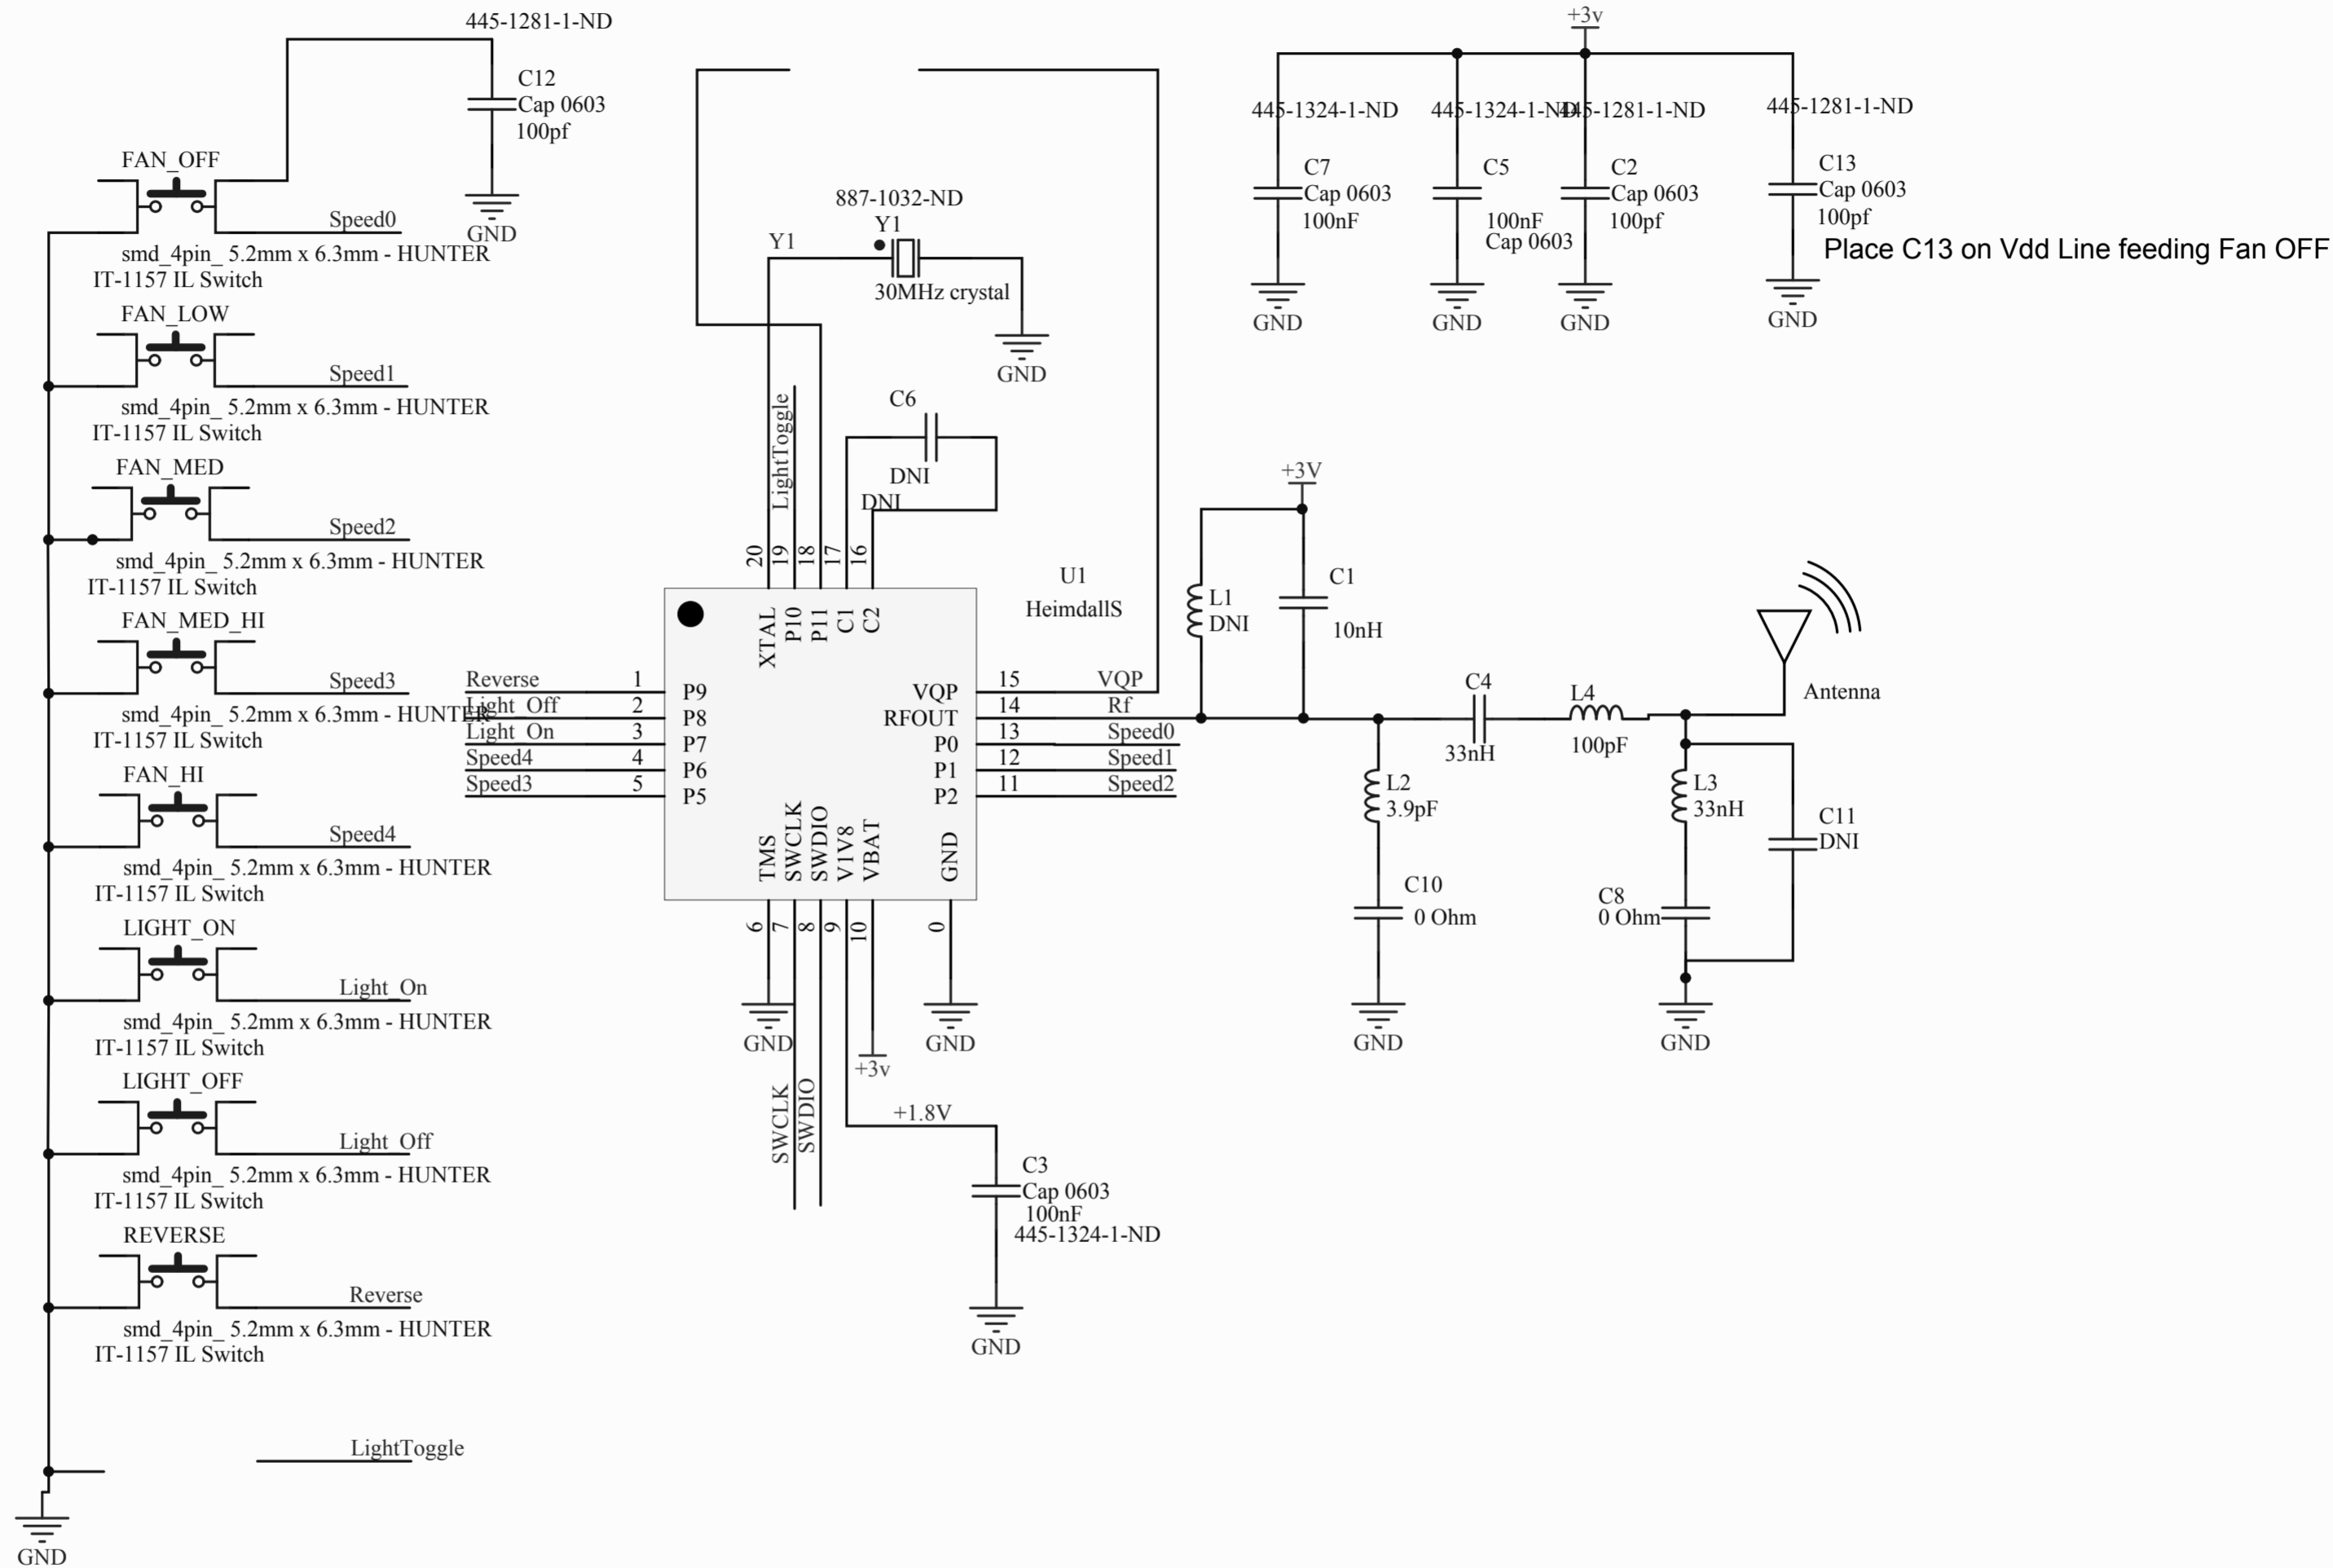 445-1281-1-ND
C12
Cap 0603
100pf
GND
FAN_OFF
Speed0
smd_4pin_ 5.2mm x 6.3mm - HUNTER
IT-1157 IL Switch
FAN_LOW
Speed1
smd_4pin_ 5.2mm x 6.3mm - HUNTER
IT-1157 IL Switch
FAN_MED
Speed2
smd_4pin_ 5.2mm x 6.3mm - HUNTER
IT-1157 IL Switch
FAN_MED_HI
Speed3
smd_4pin_ 5.2mm x 6.3mm - HUNTER
IT-1157 IL Switch
FAN_HI
Speed4
smd_4pin_ 5.2mm x 6.3mm - HUNTER
IT-1157 IL Switch
LIGHT_ON
Light_On
smd_4pin_ 5.2mm x 6.3mm - HUNTER
IT-1157 IL Switch
LIGHT_OFF
Light_Off
smd_4pin_ 5.2mm x 6.3mm - HUNTER
IT-1157 IL Switch
REVERSE
Reverse
smd_4pin_ 5.2mm x 6.3mm - HUNTER
IT-1157 IL Switch
LightToggle
GND
887-1032-ND
Y1
Y1
30MHz crystal
GND
LightToggle
C6
DNI
DNI
20
19
18
17
16
U1
HeimdallS
XTAL
P10
P11
C1
C2
Reverse 1 P9
Light_Off 2 P8
Light_On 3 P7
Speed4 4 P6
Speed3 5 P5
VQP 15 VQP
RFOUT 14 Rf
P0 13 Speed0
P1 12 Speed1
P2 11 Speed2
TMS
SWCLK
SWDIO
V1V8
VBAT
GND
6
7
8
9
10
0
GND
GND
+3v
SWCLK
SWDIO
+1.8V
C3
Cap 0603
100nF
445-1324-1-ND
GND
+3v
445-1324-1-ND
C7
Cap 0603
100nF
GND
445-1324-1-ND
C5
100nF
Cap 0603
GND
445-1281-1-ND
C2
Cap 0603
100pf
GND
445-1281-1-ND
C13
Cap 0603
100pf
Place C13 on Vdd Line feeding Fan OFF
GND
+3V
L1
DNI
C1
10nH
C4
33nH
L4
100pF
Antenna
L2
3.9pF
C10
0 Ohm
GND
L3
33nH
C11
DNI
C8
0 Ohm
GND